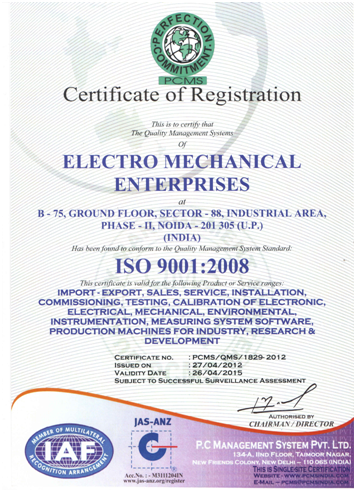 PERFECTION
COMMITMENT
PCMS
Certificate of Registration
This is to certify that
The Quality Management Systems
Of
ELECTRO MECHANICAL
ENTERPRISES
at
B - 75, GROUND FLOOR, SECTOR - 88, INDUSTRIAL AREA,
PHASE - II, NOIDA - 201 305 (U.P.)
(INDIA)
Has been found to conform to the Quality Management System Standard:
ISO 9001:2008
This certificate is valid for the following Product or Service ranges:
IMPORT - EXPORT, SALES, SERVICE, INSTALLATION,
COMMISSIONING, TESTING, CALIBRATION OF ELECTRONIC,
ELECTRICAL, MECHANICAL, ENVIRONMENTAL,
INSTRUMENTATION, MEASURING SYSTEM SOFTWARE,
PRODUCTION MACHINES FOR INDUSTRY, RESEARCH &
DEVELOPMENT
CERTIFICATE NO. : PCMS/QMS/1829-2012
ISSUED ON : 27/04/2012
VALIDITY DATE : 26/04/2015
SUBJECT TO SUCCESSFUL SURVEILLANCE ASSESSMENT
AUTHORISED BY
CHAIRMAN / DIRECTOR
MEMBER OF MULTILATERAL
IAF
RECOGNITION ARRANGEMENT
JAS-ANZ
Acc.No. : - M3111204IN
www.jas-anz.org/register
P.C MANAGEMENT SYSTEM PVT. LTD.
134-A, IIND FLOOR, TAIMOOR NAGAR,
NEW FRIENDS COLONY, NEW DELHI - 110 065 (INDIA)
THIS IS SINGLE SITE CERTIFICATION